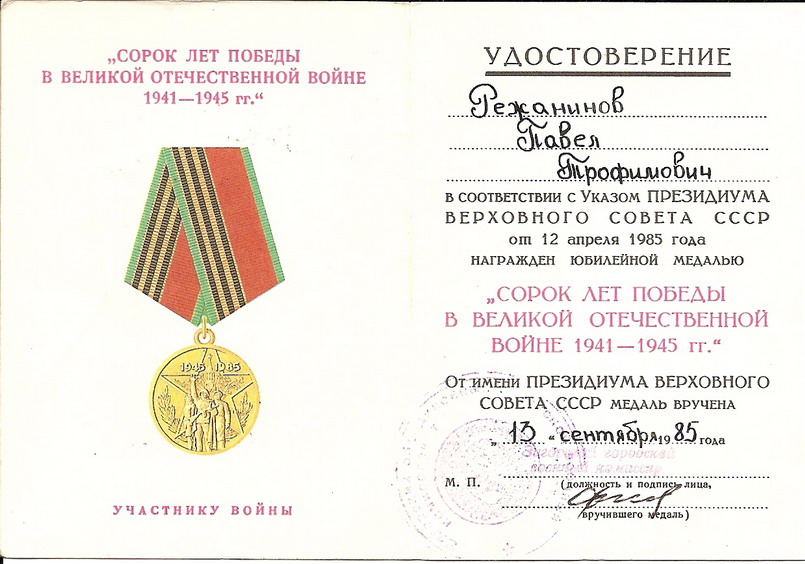 „СОРОК ЛЕТ ПОБЕДЫ
В ВЕЛИКОЙ ОТЕЧЕСТВЕННОЙ ВОЙНЕ
1941—1945 гг.“
1945 1985
УЧАСТНИКУ ВОЙНЫ
УДОСТОВЕРЕНИЕ
Режанинов
Павел
Трофимович
В СООТВЕТСТВИИ С УКАЗОМ ПРЕЗИДИУМА
ВЕРХОВНОГО СОВЕТА СССР
от 12 апреля 1985 года
НАГРАЖДЕН ЮБИЛЕЙНОЙ МЕДАЛЬЮ
„СОРОК ЛЕТ ПОБЕДЫ
В ВЕЛИКОЙ ОТЕЧЕСТВЕННОЙ
ВОЙНЕ 1941—1945 гг.“
ОТ ИМЕНИ ПРЕЗИДИУМА ВЕРХОВНОГО
СОВЕТА СССР МЕДАЛЬ ВРУЧЕНА
„13“ сентября 1985 года
городской
военный комиссар
М. П.
(должность и подпись лица,
вручившего медаль)